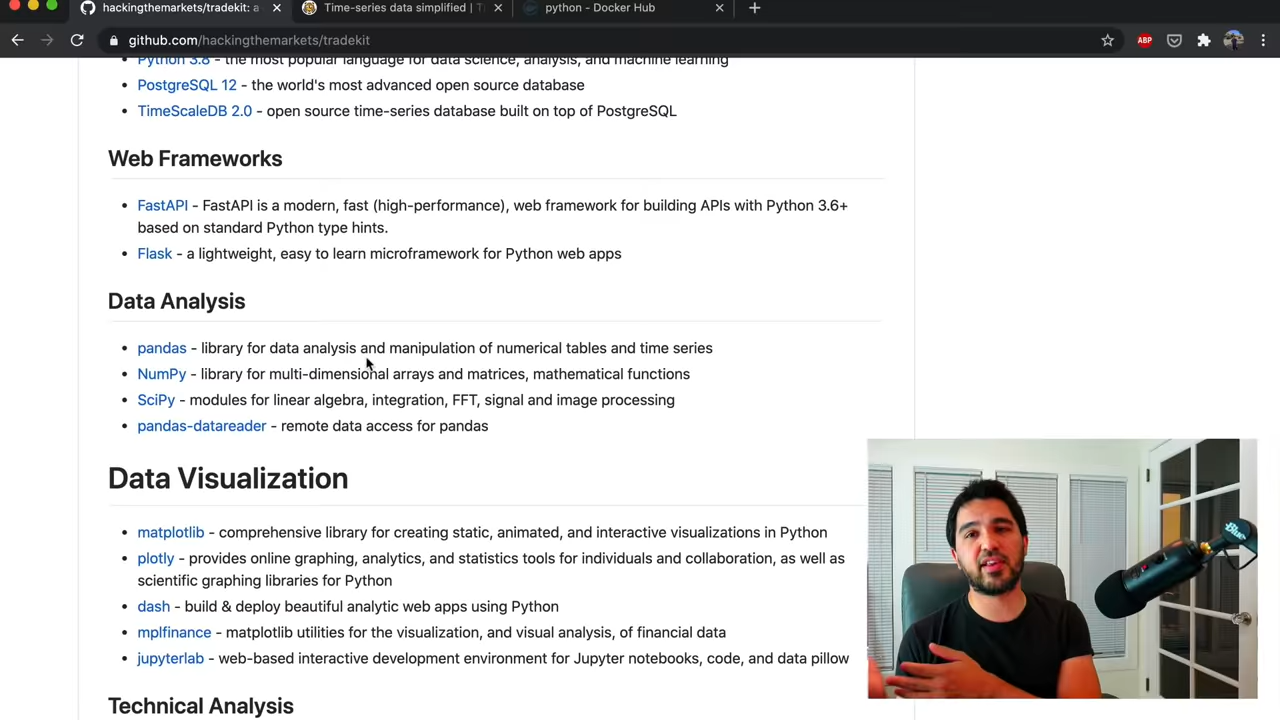 hackingthemarkets/tradekit: a
Time-series data simplified | T
python - Docker Hub
github.com/hackingthemarkets/tradekit
ABP
Python 3.8 - the most popular language for data science, analysis, and machine learning
PostgreSQL 12 - the world's most advanced open source database
TimeScaleDB 2.0 - open source time-series database built on top of PostgreSQL
Web Frameworks
FastAPI - FastAPI is a modern, fast (high-performance), web framework for building APIs with Python 3.6+
based on standard Python type hints.
Flask - a lightweight, easy to learn microframework for Python web apps
Data Analysis
pandas - library for data analysis and manipulation of numerical tables and time series
NumPy - library for multi-dimensional arrays and matrices, mathematical functions
SciPy - modules for linear algebra, integration, FFT, signal and image processing
pandas-datareader - remote data access for pandas
Data Visualization
matplotlib - comprehensive library for creating static, animated, and interactive visualizations in Python
plotly - provides online graphing, analytics, and statistics tools for individuals and collaboration, as well as
scientific graphing libraries for Python
dash - build & deploy beautiful analytic web apps using Python
mplfinance - matplotlib utilities for the visualization, and visual analysis, of financial data
jupyterlab - web-based interactive development environment for Jupyter notebooks, code, and data pillow
Technical Analysis
Blue